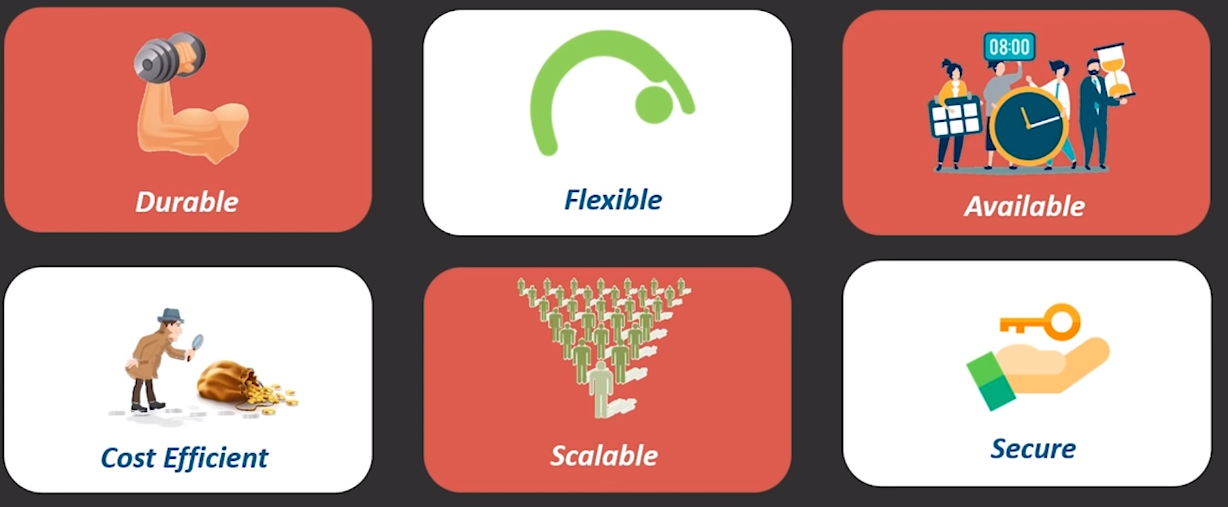 Durable
Flexible
08:00
Available
Cost Efficient
Scalable
Secure